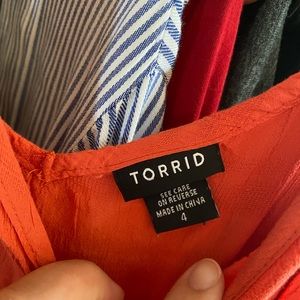 TORRID
SEE CARE
ON REVERSE
MADE IN CHINA
4